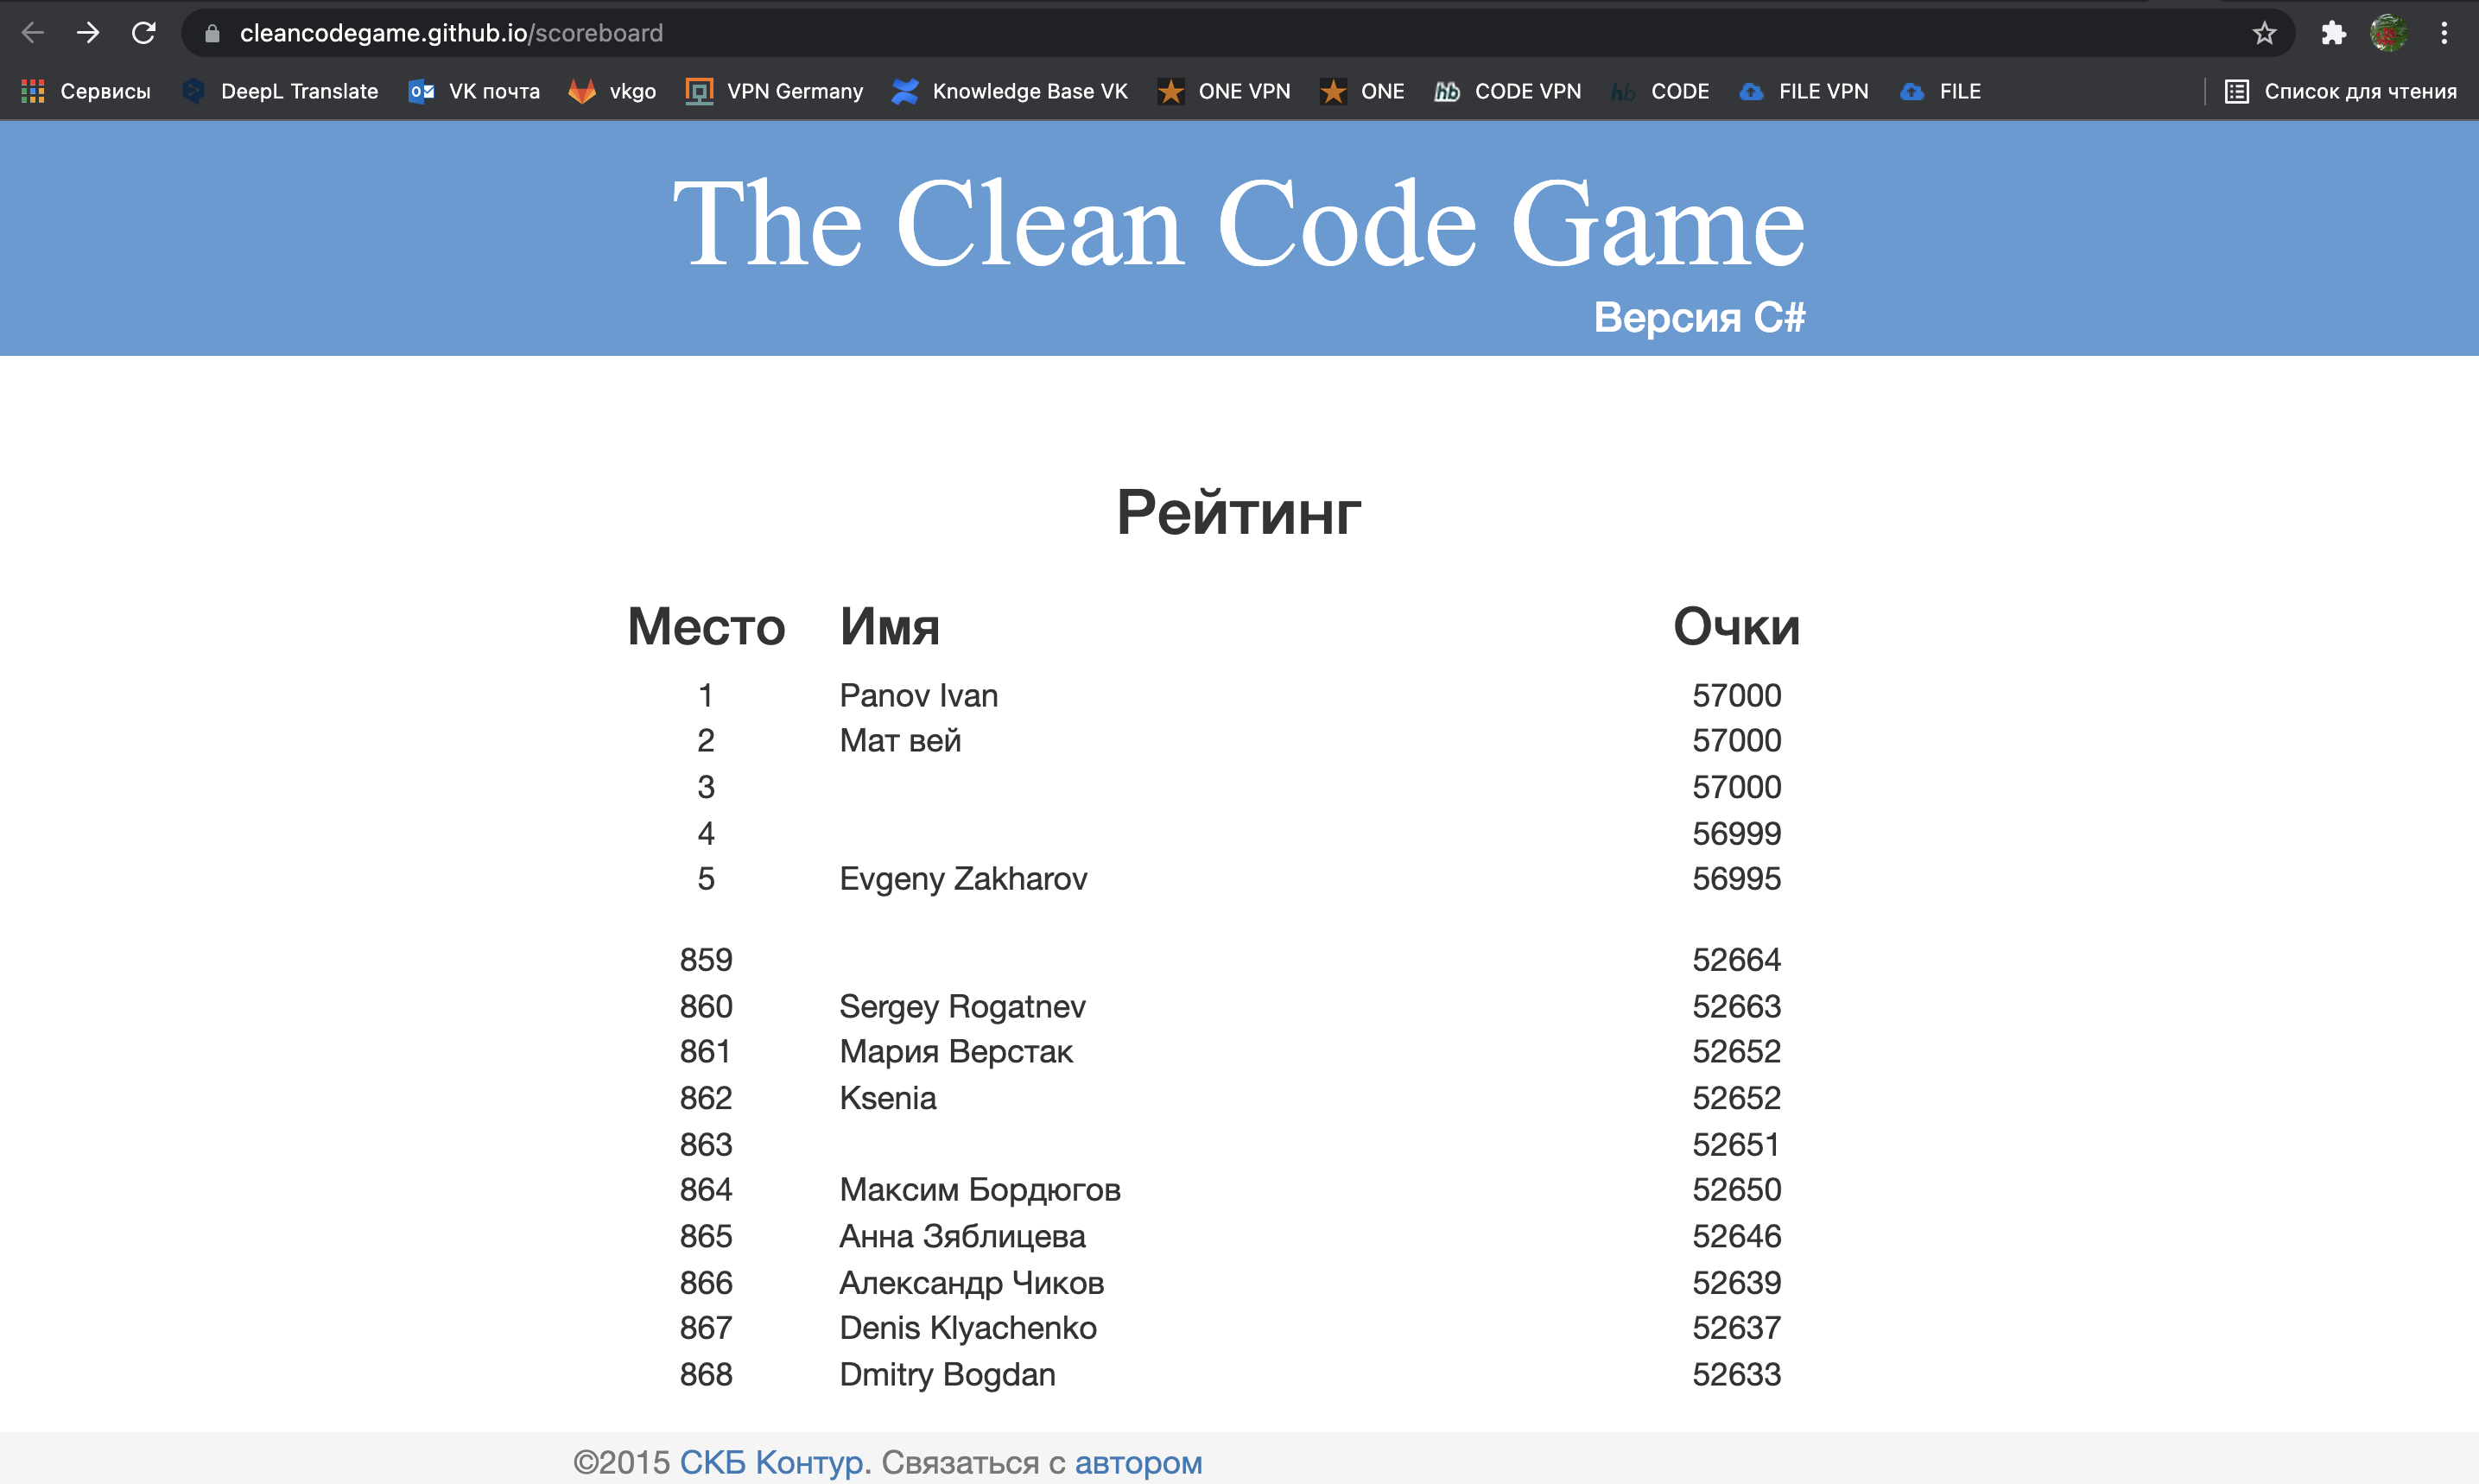 cleancodegame.github.io/scoreboard
Сервисы DeepL Translate VK почта vkgo VPN Germany Knowledge Base VK ONE VPN ONE CODE VPN CODE FILE VPN FILE Список для чтения
The Clean Code Game
Версия C#
Рейтинг
Место Имя Очки
1 Panov Ivan 57000
2 Мат вей 57000
3 57000
4 56999
5 Evgeny Zakharov 56995
859 52664
860 Sergey Rogatnev 52663
861 Мария Верстак 52652
862 Ksenia 52652
863 52651
864 Максим Бордюгов 52650
865 Анна Зяблицева 52646
866 Александр Чиков 52639
867 Denis Klyachenko 52637
868 Dmitry Bogdan 52633
©2015 СКБ Контур. Связаться с автором